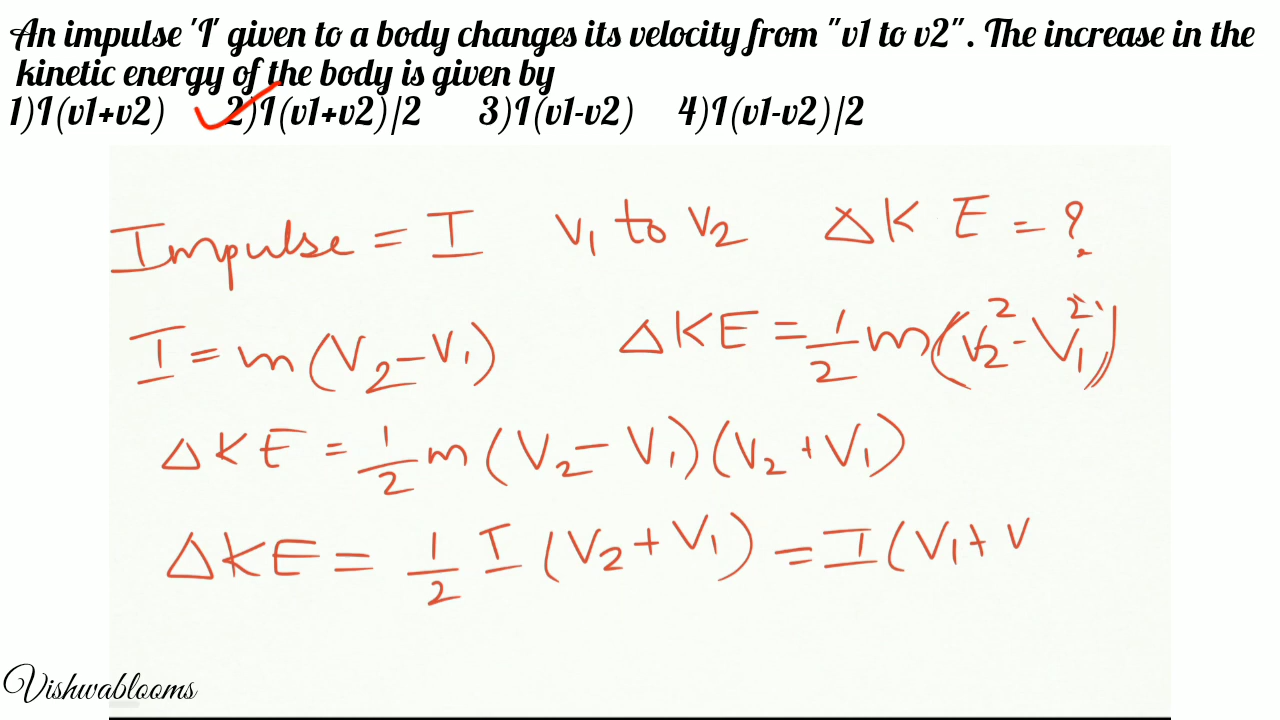 An impulse 'I' given to a body changes its velocity from "v1 to v2". The increase in the
kinetic energy of the body is given by
1)I(v1+v2) 2)I(v1+v2)/2 3)I(v1-v2) 4)I(v1-v2)/2
Impulse = I V₁ to V₂ ΔK E = ?
I = m(V₂-V₁) ΔKE = 1/2 m(V₂²-V₁²)
ΔKE = 1/2 m(V₂-V₁)(V₂+V₁)
ΔKE = 1/2 I (V₂+V₁) = I(V₁+V
Vishwablooms